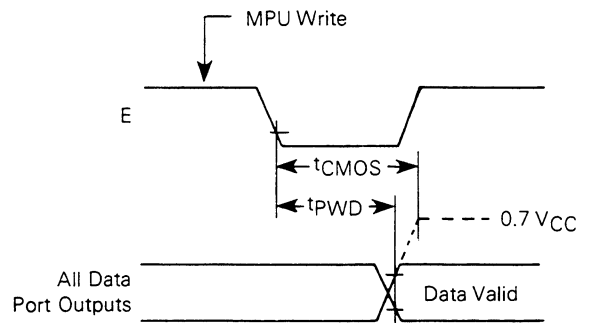 MPU Write
E
tCMOS
tPWD
0.7 VCC
All Data
Port Outputs
Data Valid